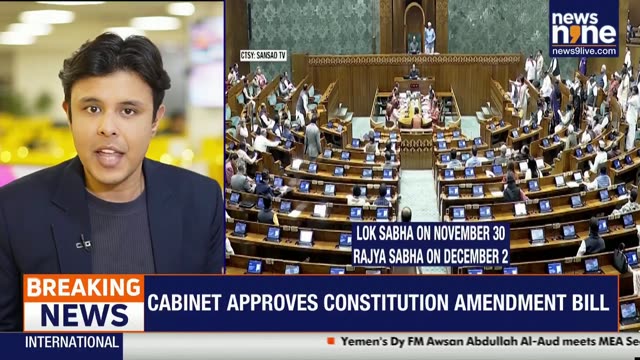 CTSY: SANSAD TV
news
nine
news9live.com
LOK SABHA ON NOVEMBER 30
RAJYA SABHA ON DECEMBER 2
BREAKING
NEWS
CABINET APPROVES CONSTITUTION AMENDMENT BILL
INTERNATIONAL
Yemen's Dy FM Awsan Abdullah Al-Aud meets MEA Se